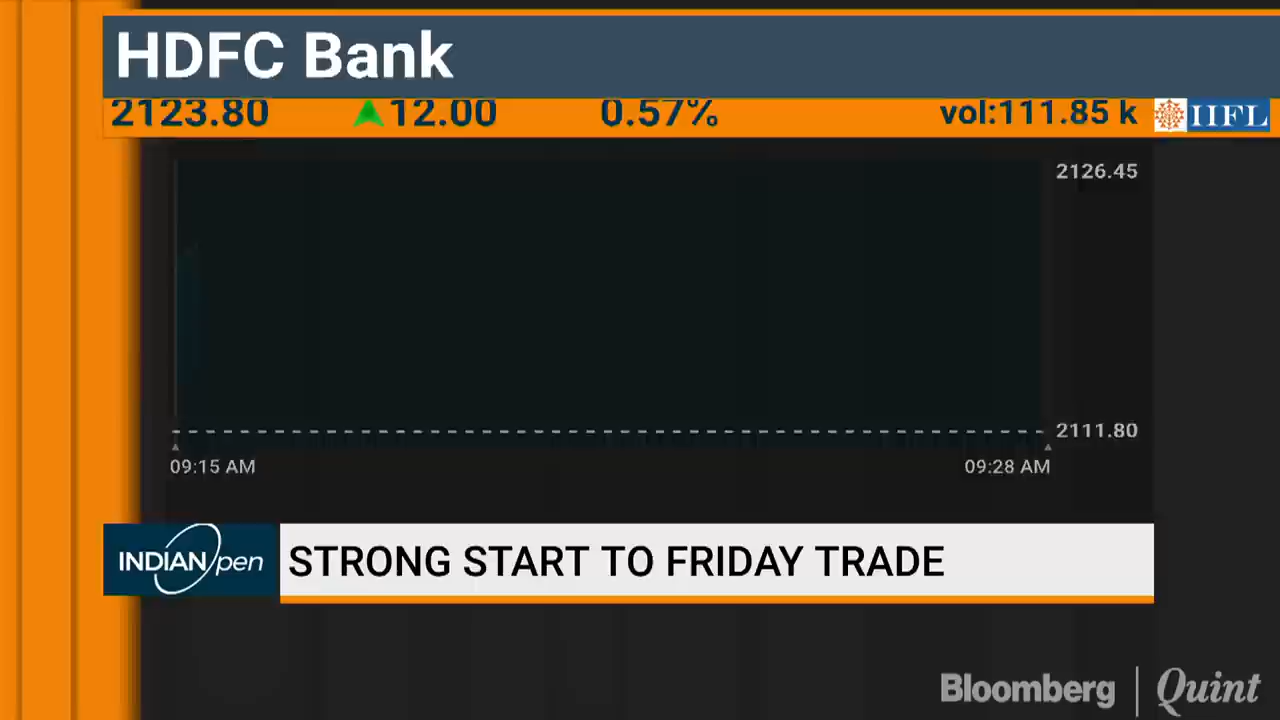 HDFC Bank
2123.80 ▲12.00 0.57% vol:111.85 k IIFL
2126.45
2111.80
09:15 AM 09:28 AM
INDIAN Open STRONG START TO FRIDAY TRADE
Bloomberg | Quint